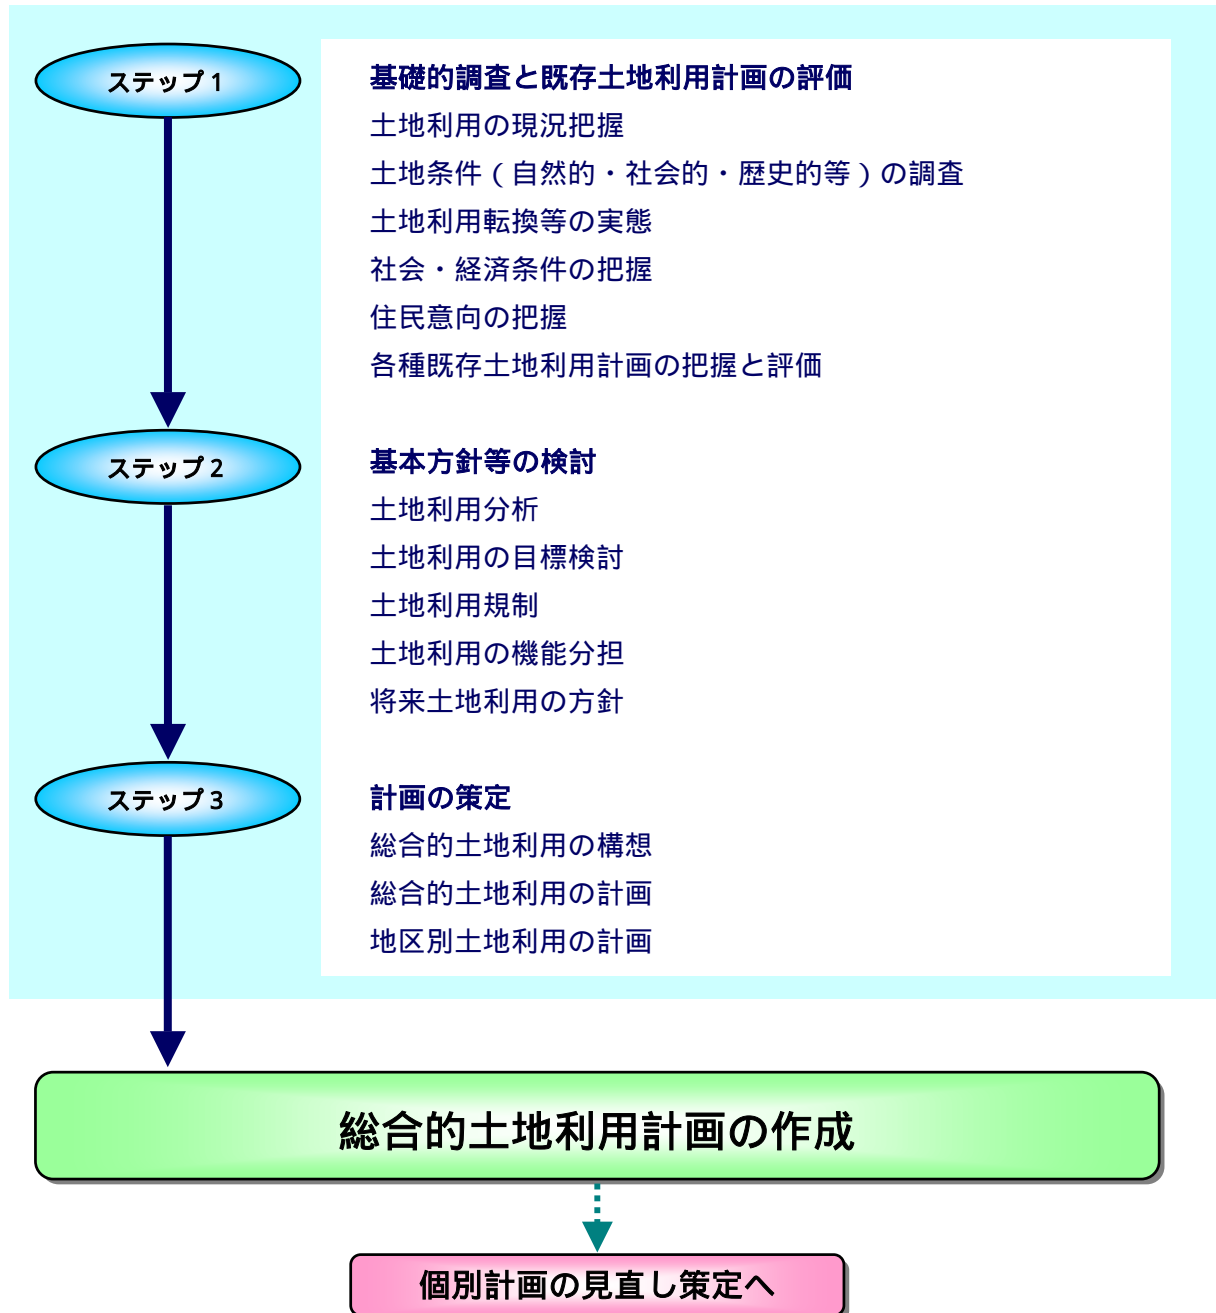 ステップ1
基礎的調査と既存土地利用計画の評価
土地利用の現況把握
土地条件(自然的・社会的・歴史的等)の調査
土地利用転換等の実態
社会・経済条件の把握
住民意向の把握
各種既存土地利用計画の把握と評価
ステップ2
基本方針等の検討
土地利用分析
土地利用の目標検討
土地利用規制
土地利用の機能分担
将来土地利用の方針
ステップ3
計画の策定
総合的土地利用の構想
総合的土地利用の計画
地区別土地利用の計画
総合的土地利用計画の作成
個別計画の見直し策定へ